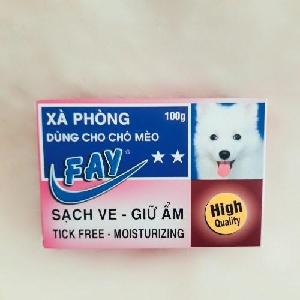 XÀ PHÒNG 100g
DÙNG CHO CHÓ MÈO
FAY
SẠCH VE - GIỮ ẨM
TICK FREE - MOISTURIZING
High
Quality